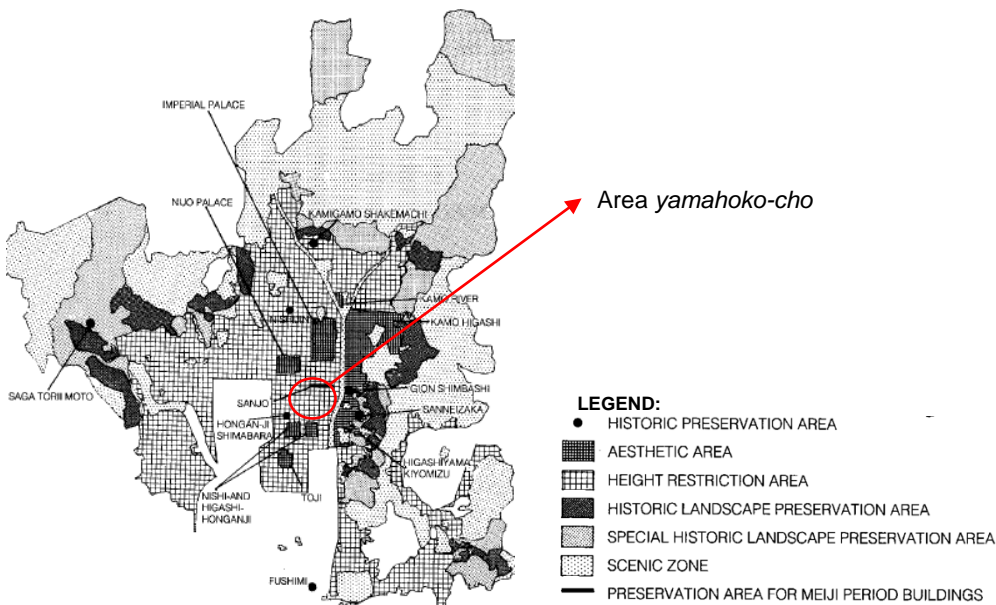 IMPERIAL PALACE
Area yamahoko-cho
NIJO PALACE
KAMIGAMO SHAKEMACHI
KAMO RIVER
KAMO HIGASHI
SAGA TORII MOTO
SANJO
GION SHIMBASHI
SANNEIZAKA
HONGAN-JI
SHIMABARA
HIGASHIYAMA
KIYOMIZU
NISHI-AND
HIGASHI-
HONGANJI
TOJI
FUSHIMI
LEGEND:
HISTORIC PRESERVATION AREA
AESTHETIC AREA
HEIGHT RESTRICTION AREA
HISTORIC LANDSCAPE PRESERVATION AREA
SPECIAL HISTORIC LANDSCAPE PRESERVATION AREA
SCENIC ZONE
PRESERVATION AREA FOR MEIJI PERIOD BUILDINGS